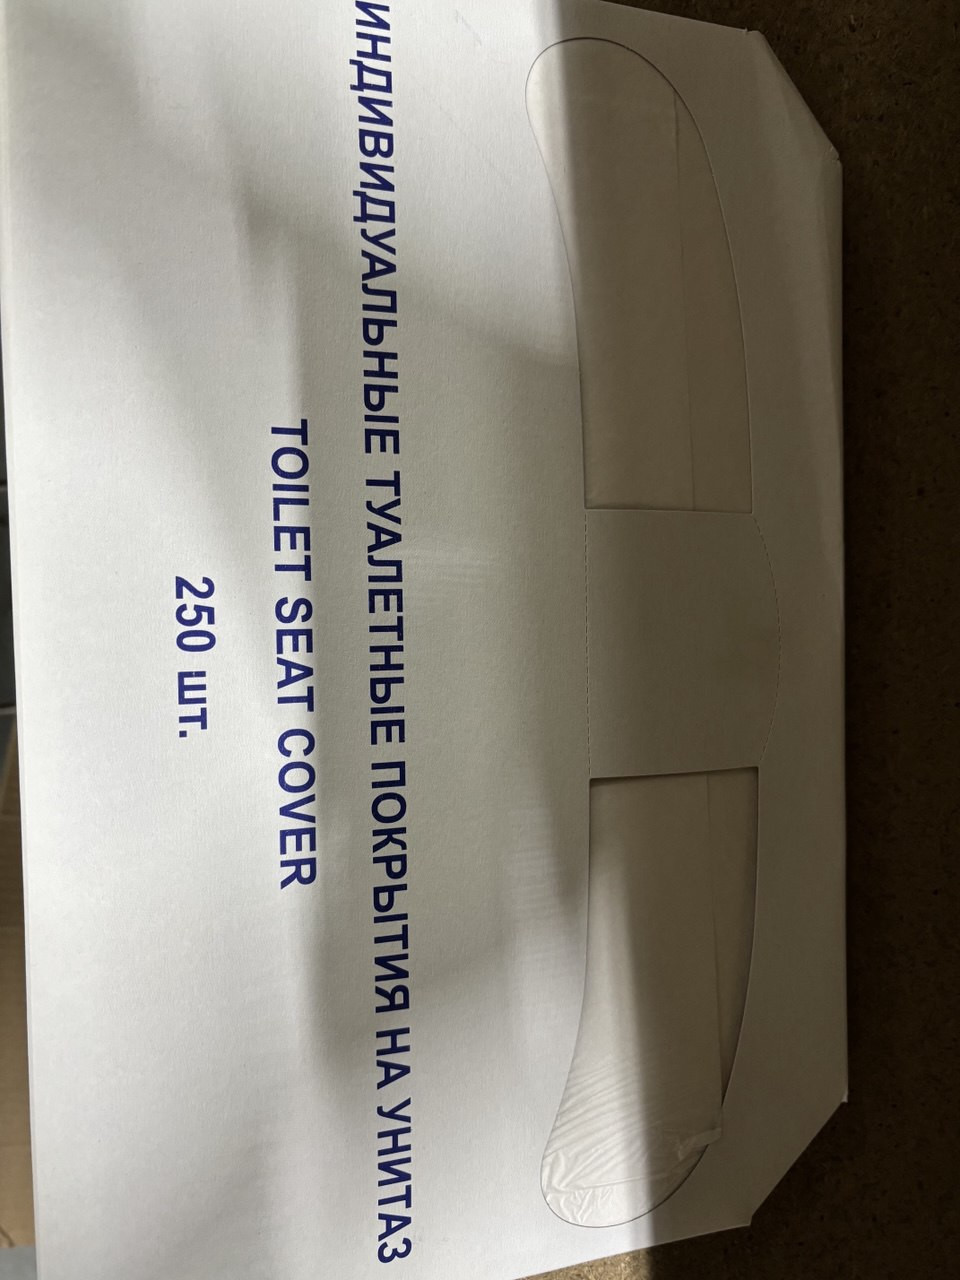 ИНДИВИДУАЛЬНЫЕ ТУАЛЕТНЫЕ ПОКРЫТИЯ НА УНИТАЗ
TOILET SEAT COVER
250 шт.